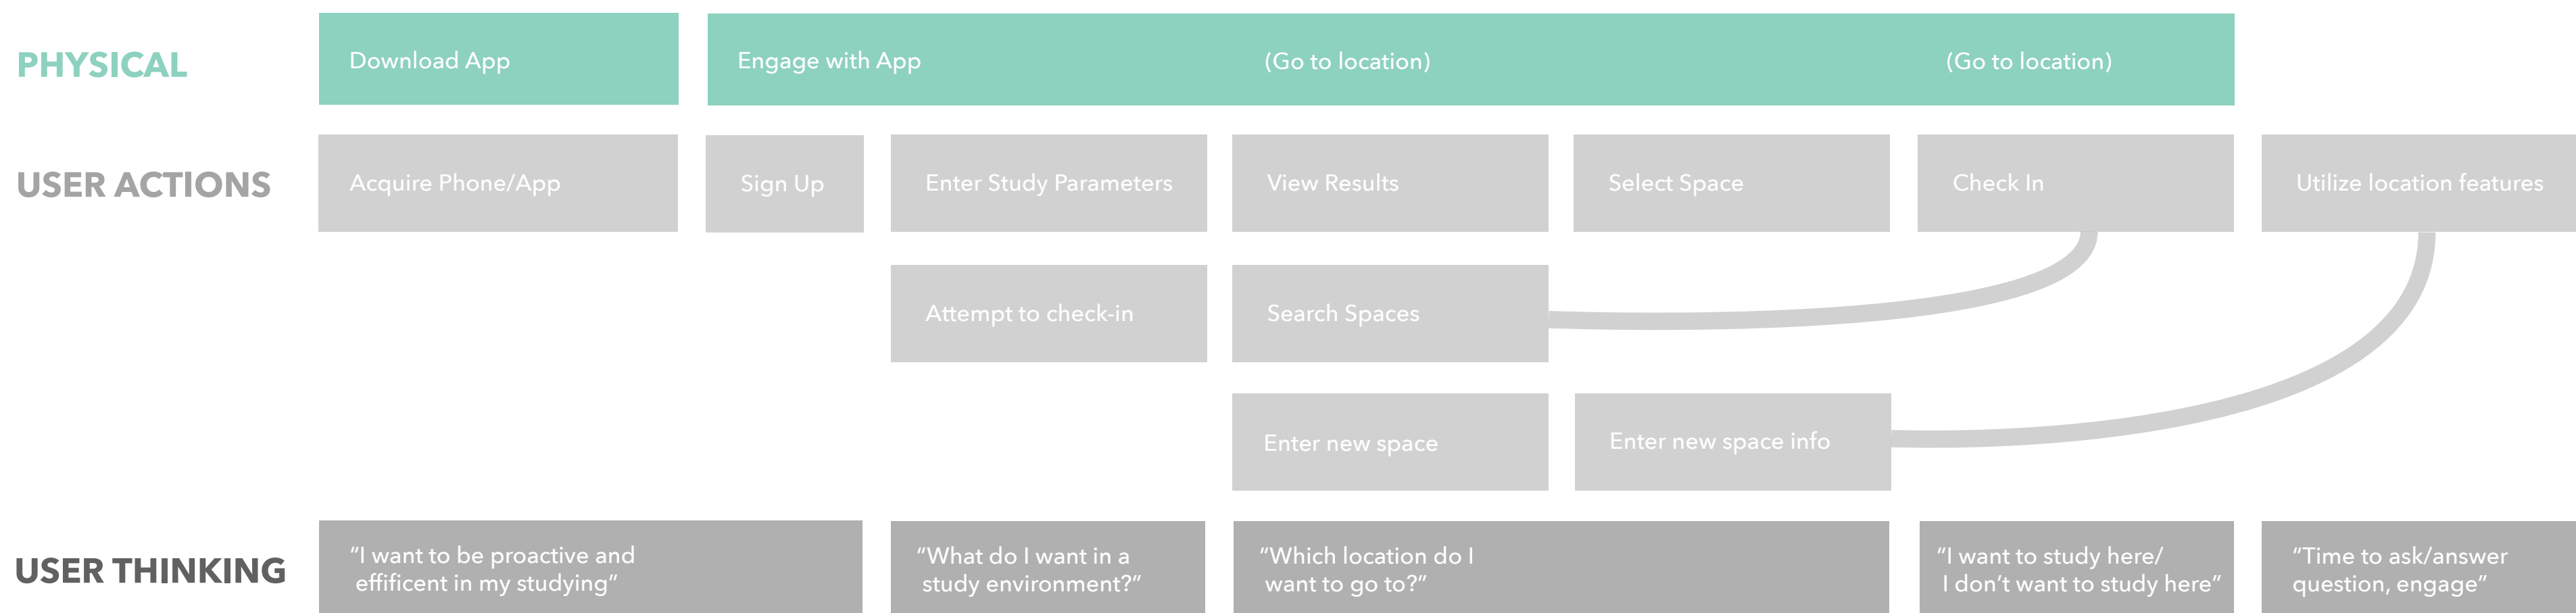 PHYSICAL
Download App
Engage with App
(Go to location)
(Go to location)
USER ACTIONS
Acquire Phone/App
Sign Up
Enter Study Parameters
View Results
Select Space
Check In
Utilize location features
Attempt to check-in
Search Spaces
Enter new space
Enter new space info
USER THINKING
“I want to be proactive and
effificent in my studying”
“What do I want in a
study environment?”
“Which location do I
want to go to?”
“I want to study here/
I don’t want to study here”
“Time to ask/answer
question, engage”